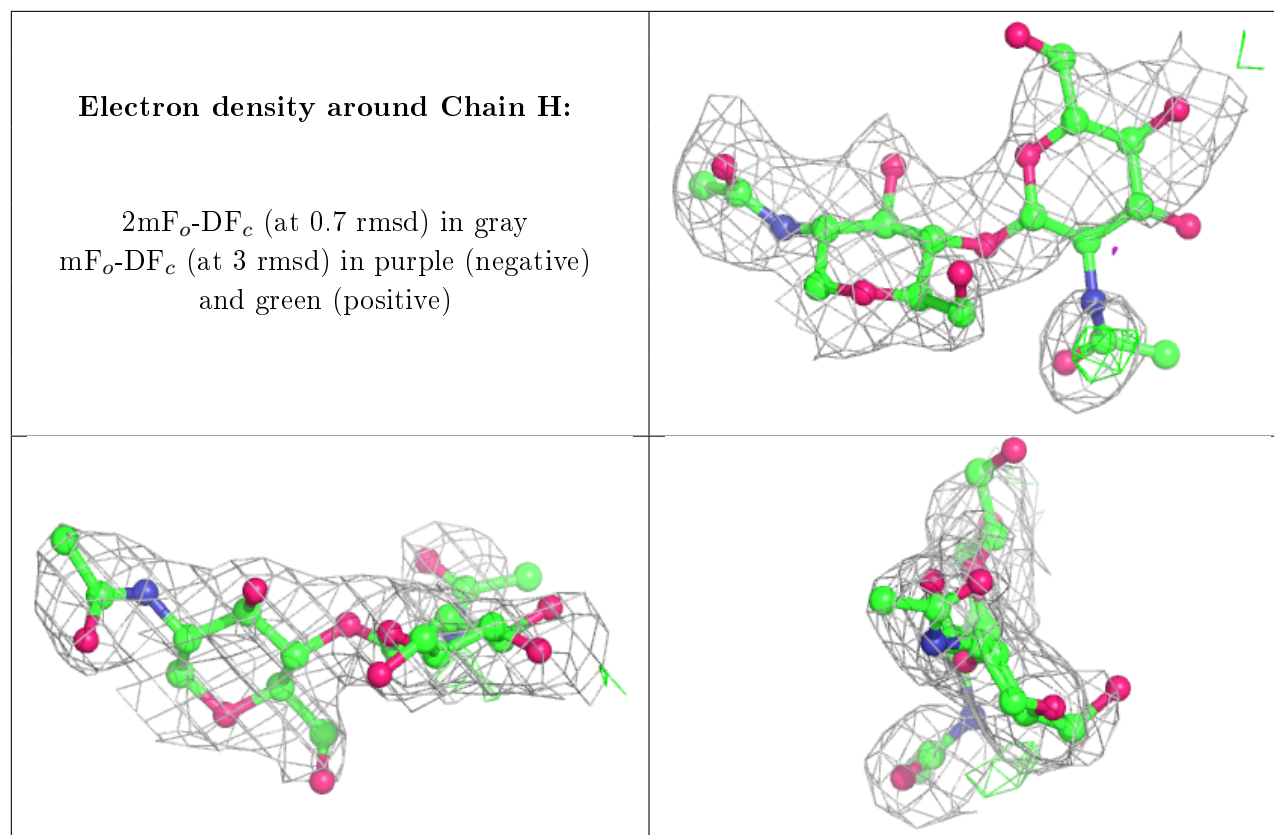 Electron density around Chain H:
2mFₒ-DF𝒸 (at 0.7 rmsd) in gray
mFₒ-DF𝒸 (at 3 rmsd) in purple (negative)
and green (positive)